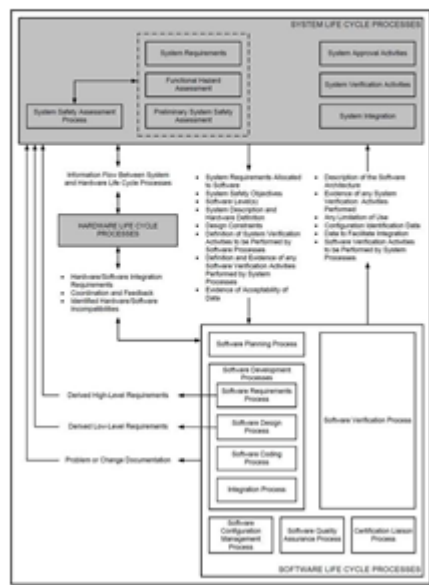 SYSTEM LIFE CYCLE PROCESSES
System Requirements
Functional Hazard
Assessment
Preliminary System Safety
Assessment
System Safety Assessment
Process
System Approval Activities
System Verification Activities
System Integration
Information Flow Between System
and Hardware Life Cycle Processes
HARDWARE LIFE CYCLE
PROCESSES
• Hardware/Software Integration
Requirements
• Coordination and Feedback
• Identified Hardware/Software
Incompatibilities
• System Requirements Allocated
to Software
• System Safety Objectives
• Software Level(s)
• System Description and
Hardware Definition
• Design Constraints
• Definition of System Verification
Activities to be Performed by
Software Processes
• Definition and Evidence of any
Software Verification Activities
Performed by System
Processes
• Evidence of Acceptability of
Data
• Description of the Software
Architecture
• Evidence of any System
Verification Activities
Performed
• Any Limitation of Use
• Configuration Identification Data
• Data to Facilitate Integration
• Software Verification Activities
to be Performed by System
Processes
Software Planning Process
Software Development
Processes
Software Requirements
Process
Software Design
Process
Software Coding
Process
Integration Process
Software Verification Process
Derived High-Level Requirements
Derived Low-Level Requirements
Problem or Change Documentation
Software
Configuration
Management
Process
Software Quality
Assurance Process
Certification Liaison
Process
SOFTWARE LIFE CYCLE PROCESSES